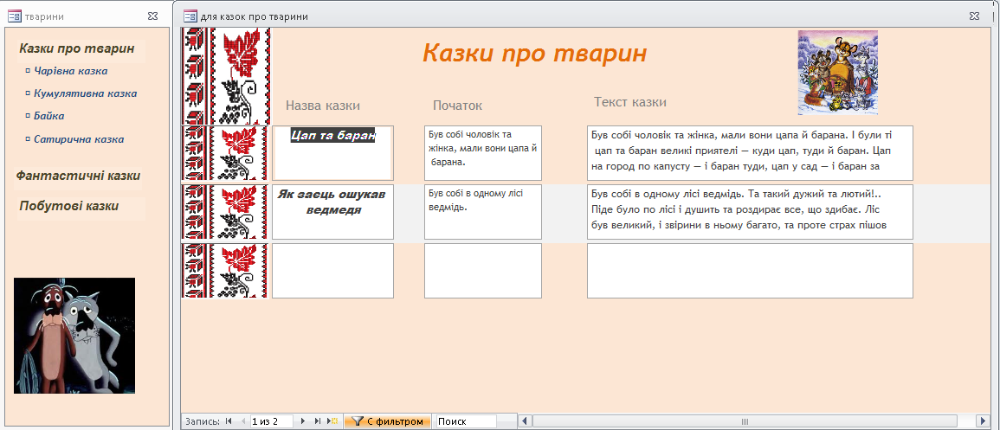 тварини
Казки про тварин
Чарівна казка
Кумулятивна казка
Байка
Сатирична казка
Фантастичні казки
Побутові казки
для казок про тварини
Казки про тварин
Назва казки
Початок
Текст казки
Цап та баран
Був собі чоловік та
жінка, мали вони цапа й
барана.
Був собі чоловік та жінка, мали вони цапа й барана. І були ті
цап та баран великі приятелі — куди цап, туди й баран. Цап
на город по капусту — і баран туди, цап у сад — і баран за
Як заєць ошукав
ведмедя
Був собі в одному лісі
ведмідь.
Був собі в одному лісі ведмідь. Та такий дужий та лютий!..
Піде було по лісі і душить та роздирає все, що здибає. Ліс
був великий, і звірини в ньому багато, та проте страх пішов
Запись:
1 из 2
С фильтром
Поиск